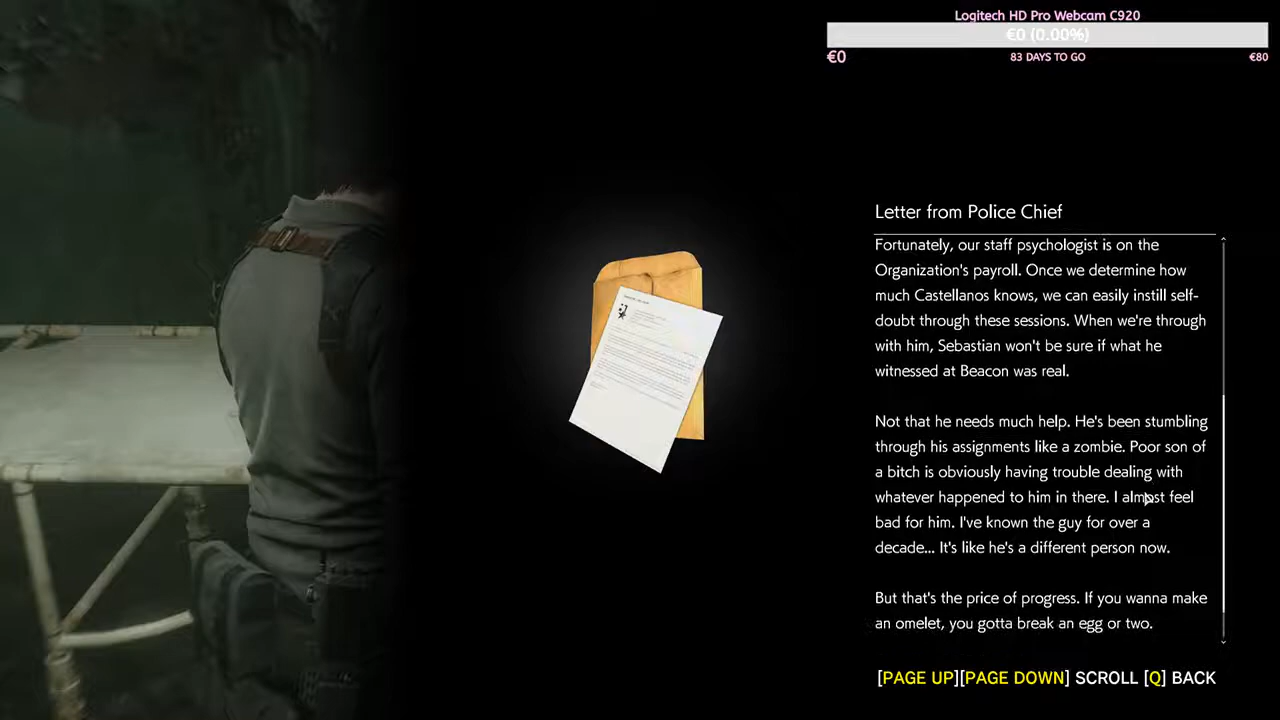 Logitech HD Pro Webcam C920
€0 (0.00%)
€0
83 DAYS TO GO
€80
Letter from Police Chief
Fortunately, our staff psychologist is on the
Organization's payroll. Once we determine how
much Castellanos knows, we can easily instill self-
doubt through these sessions. When we're through
with him, Sebastian won't be sure if what he
witnessed at Beacon was real.
Not that he needs much help. He's been stumbling
through his assignments like a zombie. Poor son of
a bitch is obviously having trouble dealing with
whatever happened to him in there. I almost feel
bad for him. I've known the guy for over a
decade... It's like he's a different person now.
But that's the price of progress. If you wanna make
an omelet, you gotta break an egg or two.
[PAGE UP][PAGE DOWN] SCROLL [Q] BACK